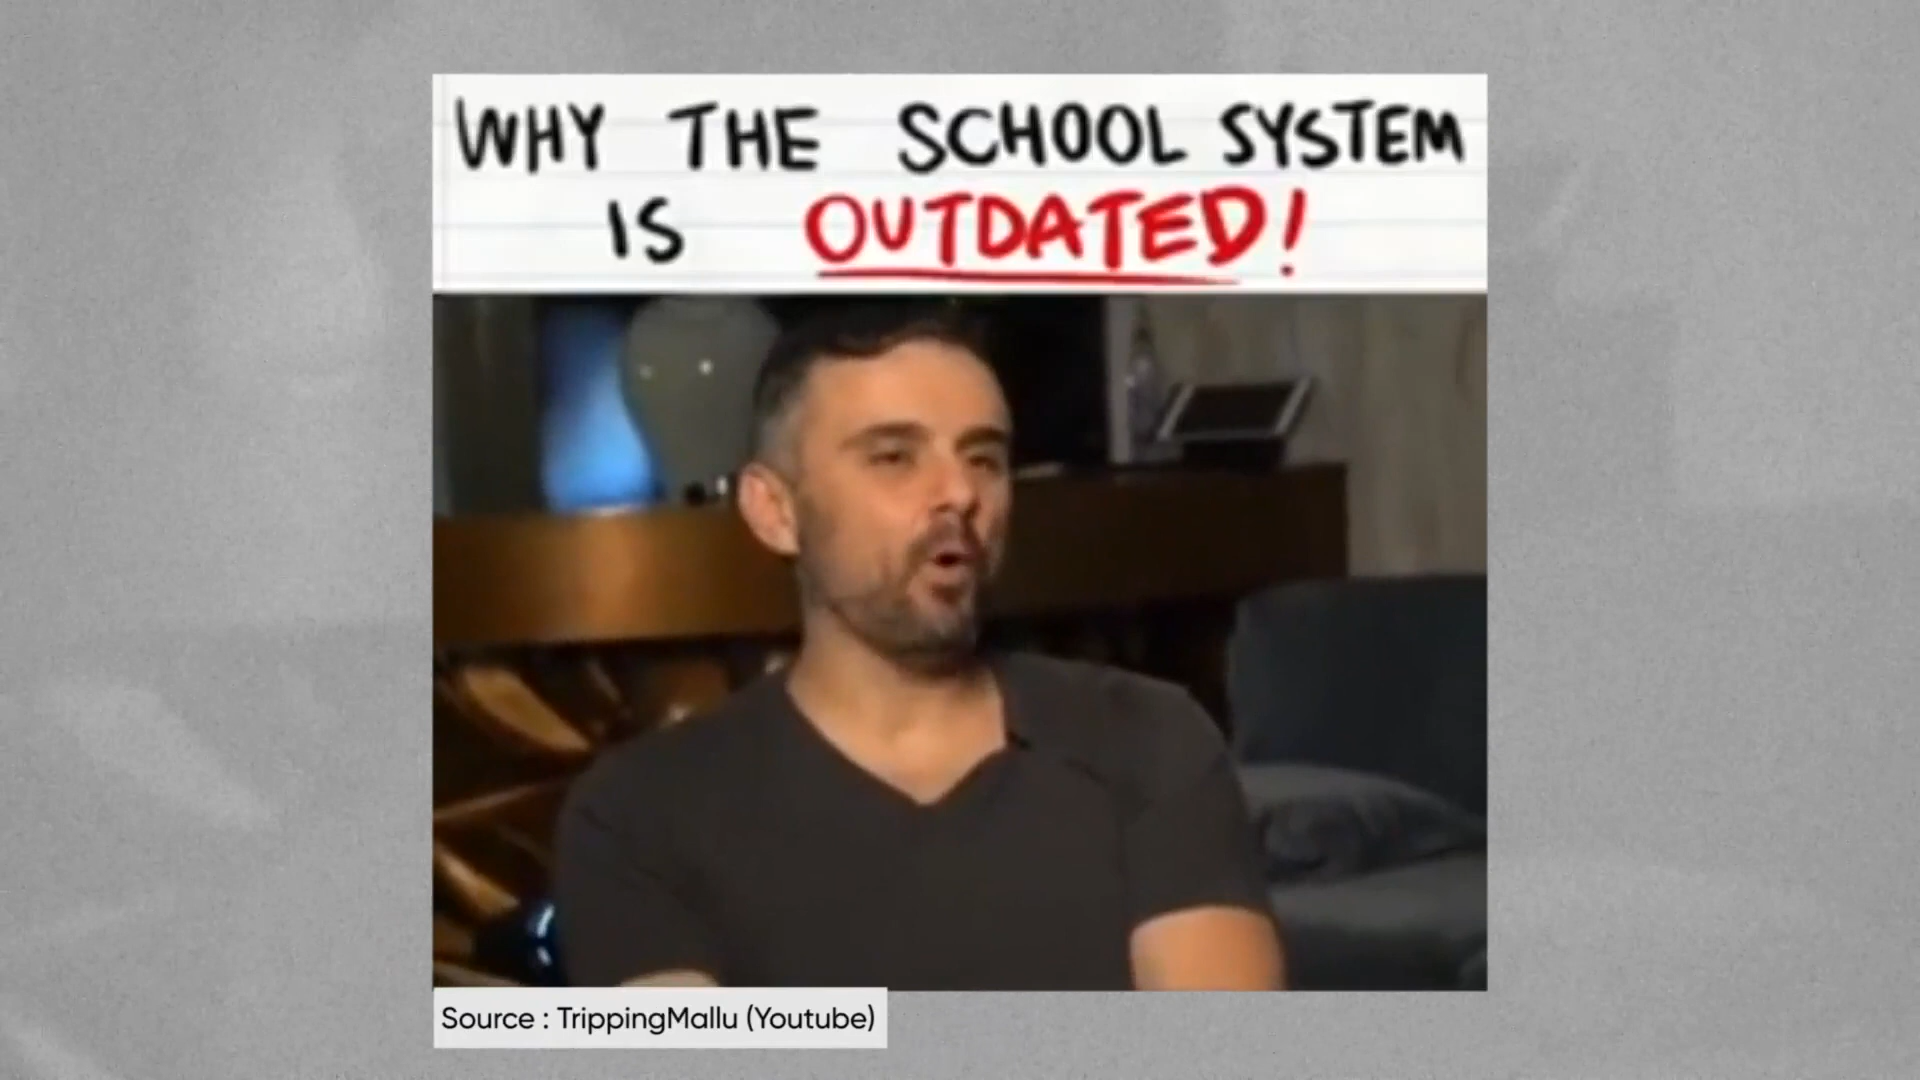 WHY THE SCHOOL SYSTEM
IS OUTDATED!
Source : TrippingMallu (Youtube)